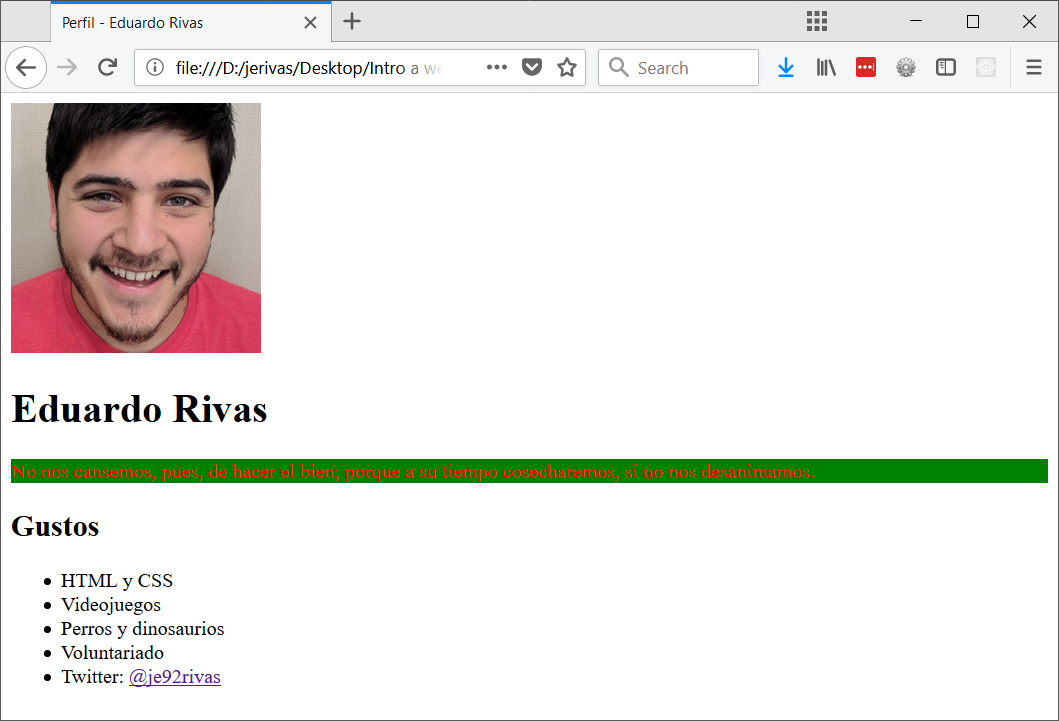 Perfil - Eduardo Rivas
file:///D:/jerivas/Desktop/Intro a we
Search
Eduardo Rivas
No nos cansemos, pues, de hacer el bien; porque a su tiempo cosecharemos, si no nos desanimamos.
Gustos
HTML y CSS
Videojuegos
Perros y dinosaurios
Voluntariado
Twitter: @je92rivas